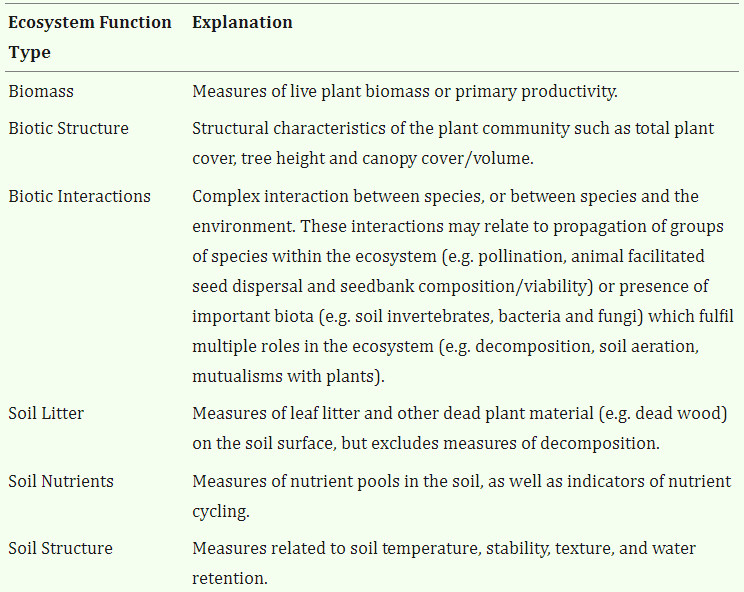 Ecosystem Function Type Explanation
Biomass Measures of live plant biomass or primary productivity.
Biotic Structure Structural characteristics of the plant community such as total plant
cover, tree height and canopy cover/volume.
Biotic Interactions Complex interaction between species, or between species and the
environment. These interactions may relate to propagation of groups
of species within the ecosystem (e.g. pollination, animal facilitated
seed dispersal and seedbank composition/viability) or presence of
important biota (e.g. soil invertebrates, bacteria and fungi) which fulfil
multiple roles in the ecosystem (e.g. decomposition, soil aeration,
mutualisms with plants).
Soil Litter Measures of leaf litter and other dead plant material (e.g. dead wood)
on the soil surface, but excludes measures of decomposition.
Soil Nutrients Measures of nutrient pools in the soil, as well as indicators of nutrient
cycling.
Soil Structure Measures related to soil temperature, stability, texture, and water
retention.